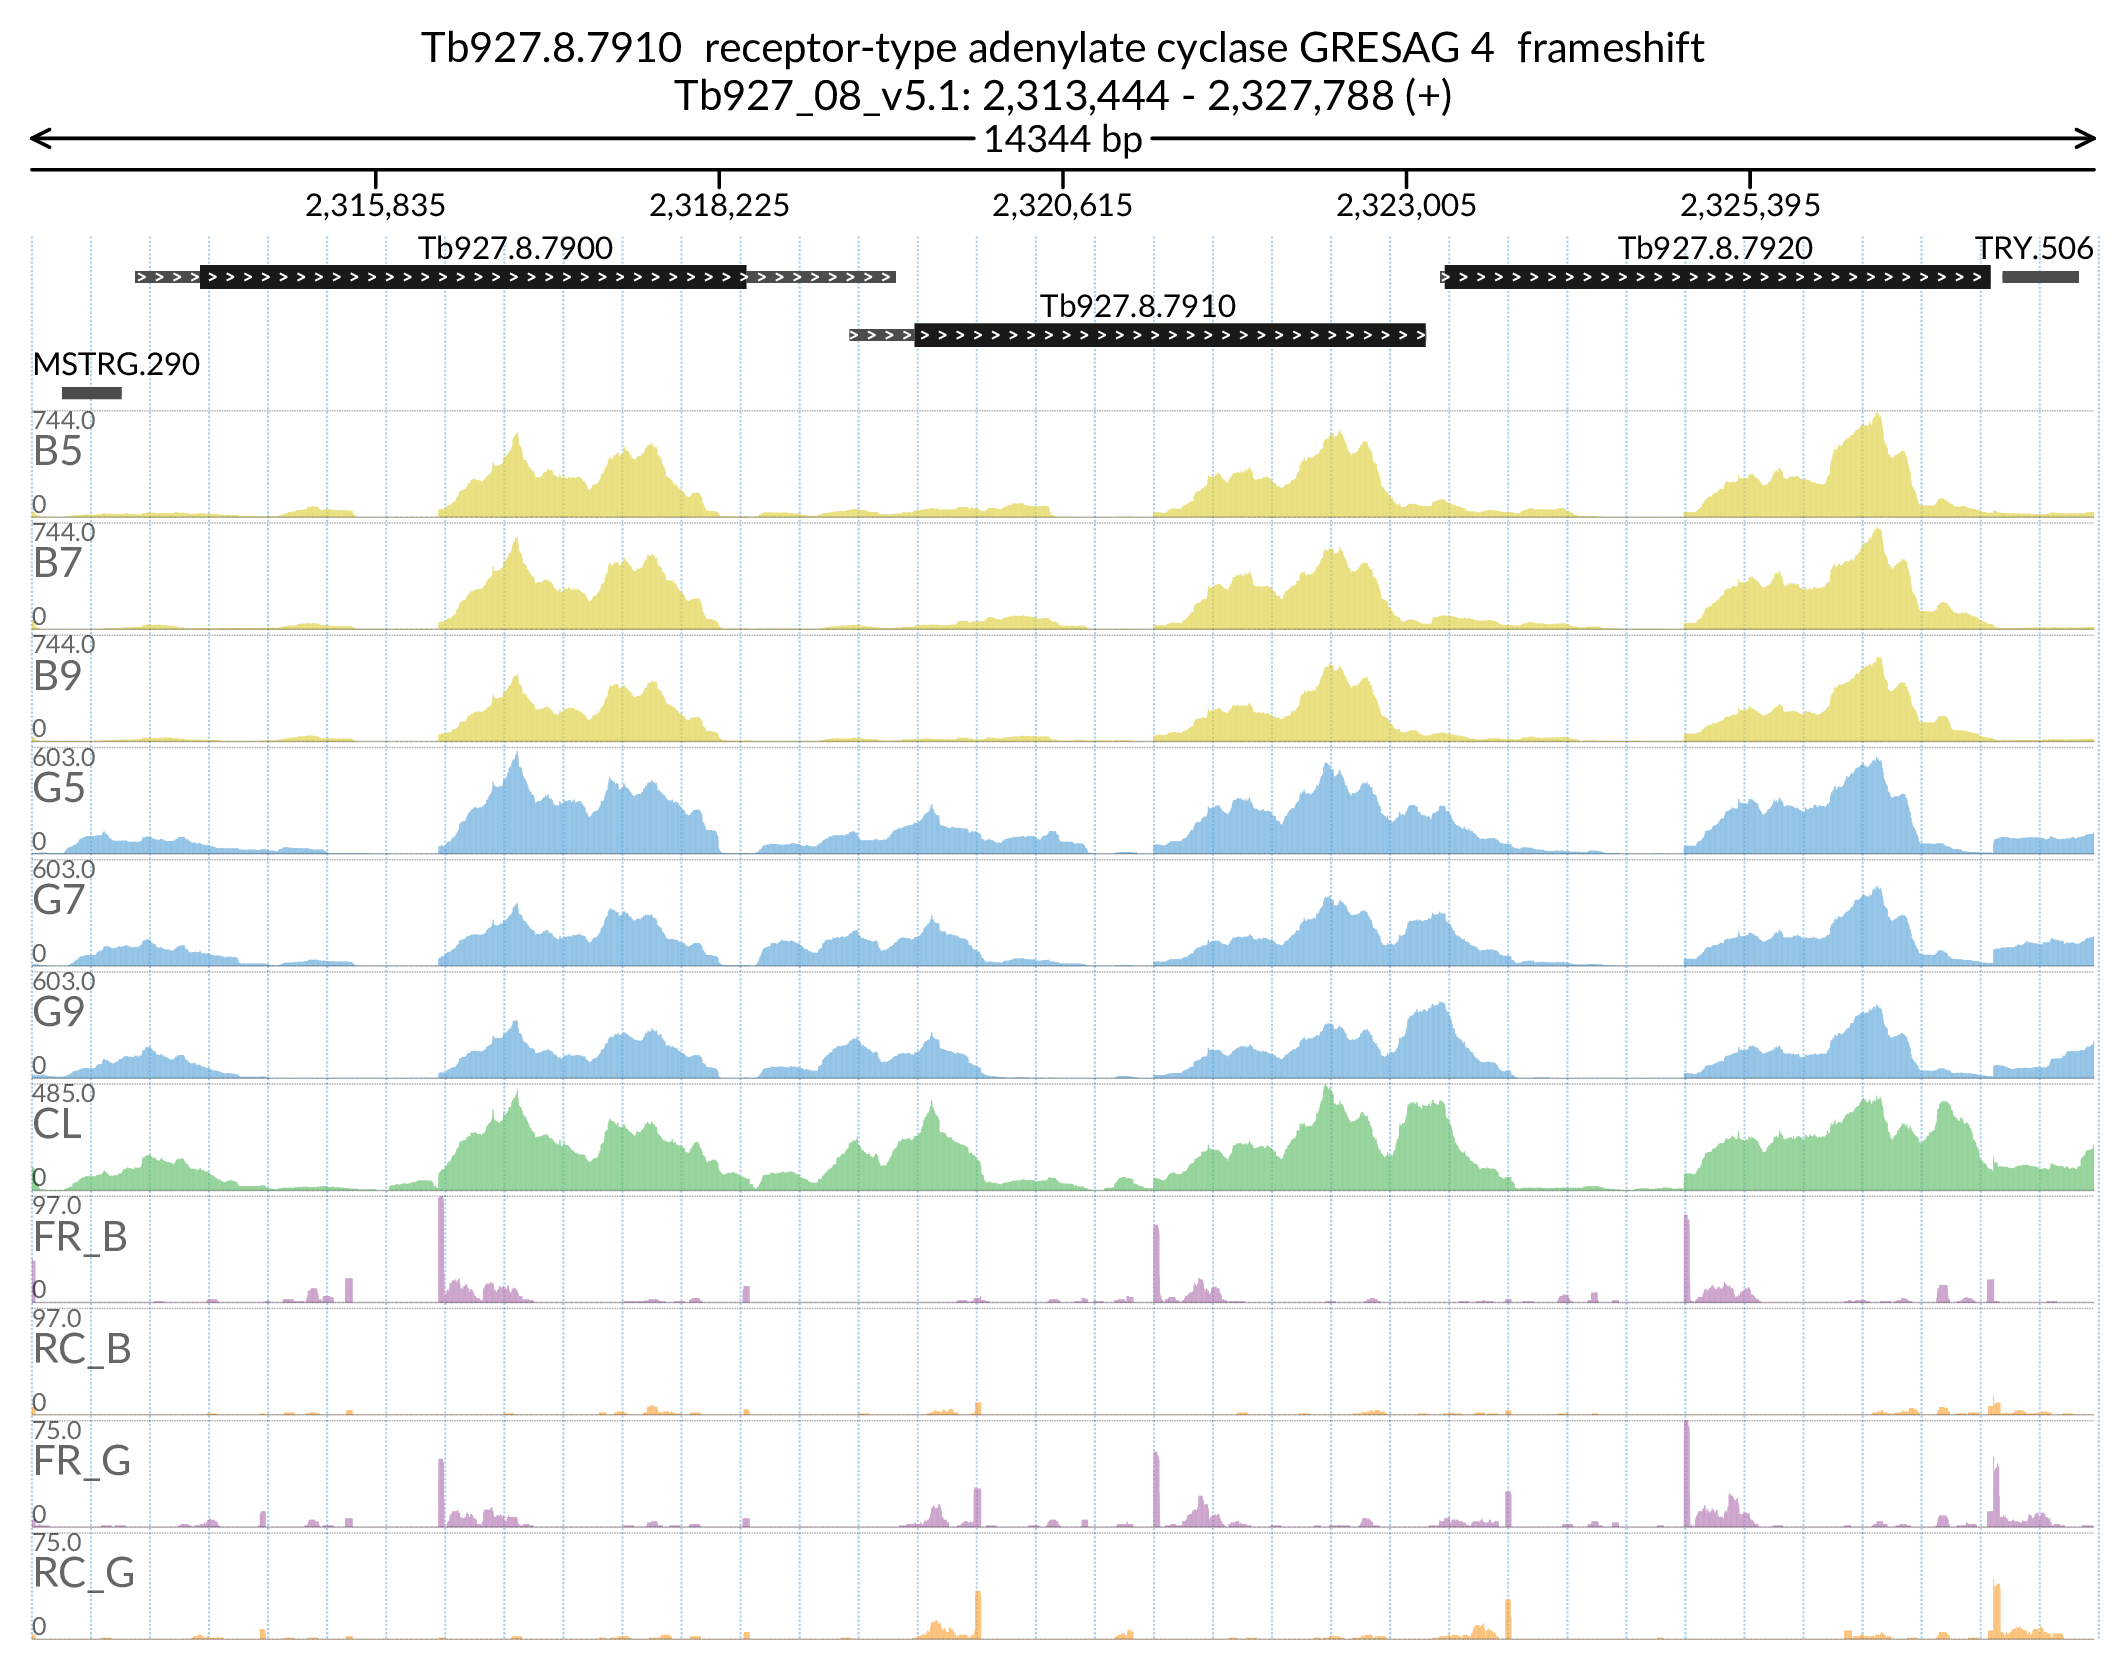 Tb927.8.7910  receptor-type adenylate cyclase GRESAG 4  frameshift
Tb927_08_v5.1: 2,313,444 - 2,327,788 (+)
14344 bp
2,315,835 2,318,225 2,320,615 2,323,005 2,325,395
Tb927.8.7900 Tb927.8.7920 TRY.506
Tb927.8.7910
MSTRG.290
744.0
B5
0
744.0
B7
0
744.0
B9
0
603.0
G5
0
603.0
G7
0
603.0
G9
0
485.0
CL
0
97.0
FR_B
0
97.0
RC_B
0
75.0
FR_G
0
75.0
RC_G
0